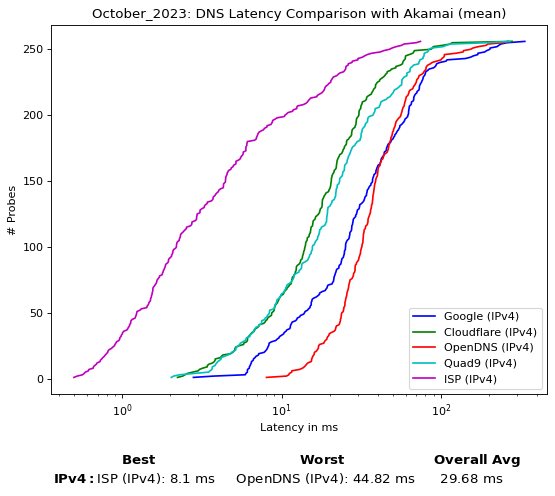 October_2023: DNS Latency Comparison with Akamai (mean)
# Probes
250
200
150
100
50
0
Google (IPv4)
Cloudflare (IPv4)
OpenDNS (IPv4)
Quad9 (IPv4)
ISP (IPv4)
10⁰ 10¹ 10²
Latency in ms
Best Worst Overall Avg
IPv4: ISP (IPv4): 8.1 ms OpenDNS (IPv4): 44.82 ms 29.68 ms